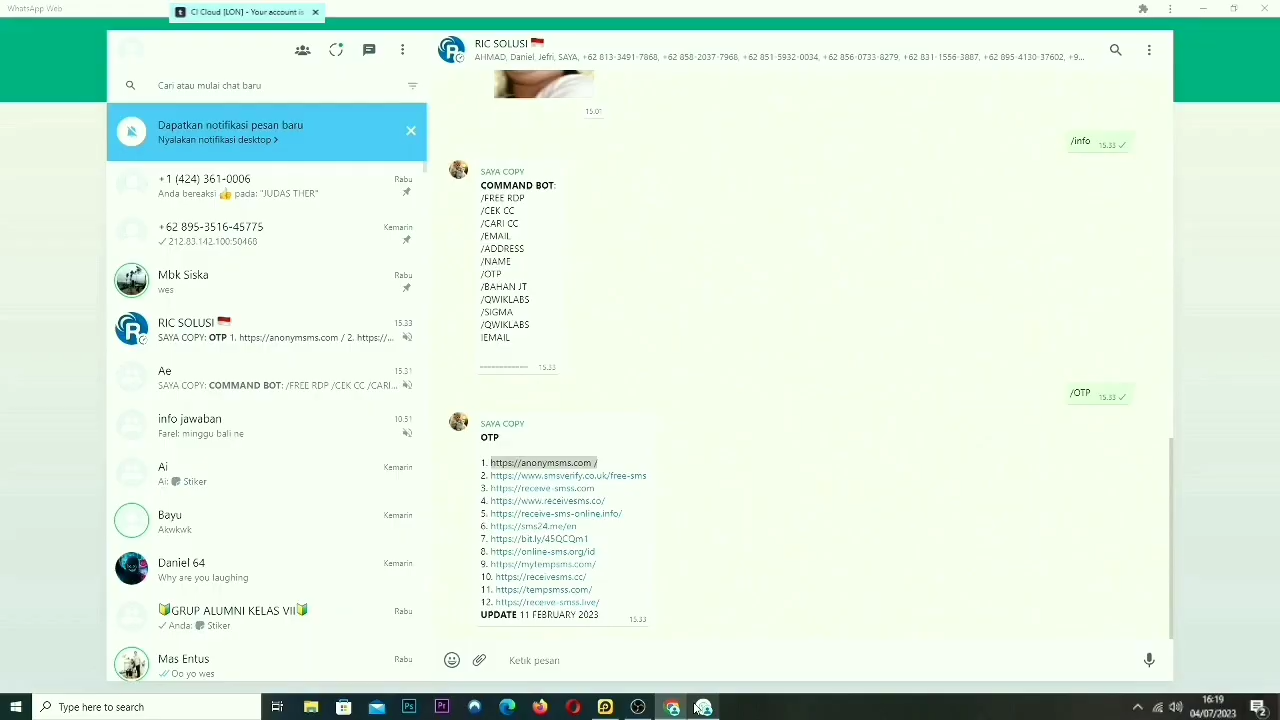 WhatsApp Web
CI Cloud [LON] - Your account is
RIC SOLUSI
AHMAD, Daniel, Jefri, SAYA, +62 813-3491-7868, +62 858-2037-7968, +62 851-5932-0034, +62 856-0733-8279, +62 831-1556-3887, +62 895-4130-37602, +9...
Cari atau mulai chat baru
Dapatkan notifikasi pesan baru
Nyalakan notifikasi desktop >
+1 (424) 361-0006
Rabu
Anda bereaksi 👍 pada: "JUDAS THER"
+62 895-3516-45775
Kemarin
212.83.142.100:50468
Mbk Siska
Rabu
wes
RIC SOLUSI
15.33
SAYA COPY: OTP 1. https://anonymsms.com / 2. https://...
Ae
15.31
SAYA COPY: COMMAND BOT: /FREE RDP /CEK CC /CARI...
info jawaban
10.51
Farel: minggu bali ne
Ai
Kemarin
Ai: Stiker
Bayu
Kemarin
Akwkwk
Daniel 64
Kemarin
Why are you laughing
🔰GRUP ALUMNI KELAS VII🔰
Rabu
Anda: Stiker
Mas Entus
Rabu
Oo yo wes
15.01
/info 15.33
SAYA COPY
COMMAND BOT:
/FREE RDP
/CEK CC
/CARI CC
/EMAIL
/ADDRESS
/NAME
/OTP
/BAHAN JT
/QWIKLABS
/SIGMA
/QWIKLABS
15.33
/OTP 15.33
SAYA COPY
OTP
1. https://anonymsms.com /
2. https://www.smsverify.co.uk/free-sms
3. https://receive-smss.com
4. https://www.receivesms.co/
5. https://receive-sms-online.info/
6. https://sms24.me/en
7. https://bit.ly/45QCQm1
8. https://online-sms.org/id
9. https://mytempsms.com/
10. https://receivesms.cc/
11. https://tempsmss.com/
12. https://receive-smss.live/
UPDATE 11 FEBRUARY 2023
15.33
Ketik pesan
Type here to search
16:19
04/07/2023